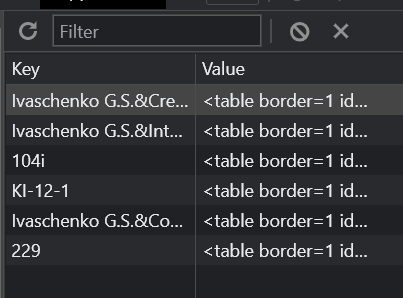 Filter
Key Value
Ivaschenko G.S.&Cre... <table border=1 id...
Ivaschenko G.S.&Int... <table border=1 id...
104i <table border=1 id...
KI-12-1 <table border=1 id...
Ivaschenko G.S.&Co... <table border=1 id...
229 <table border=1 id...